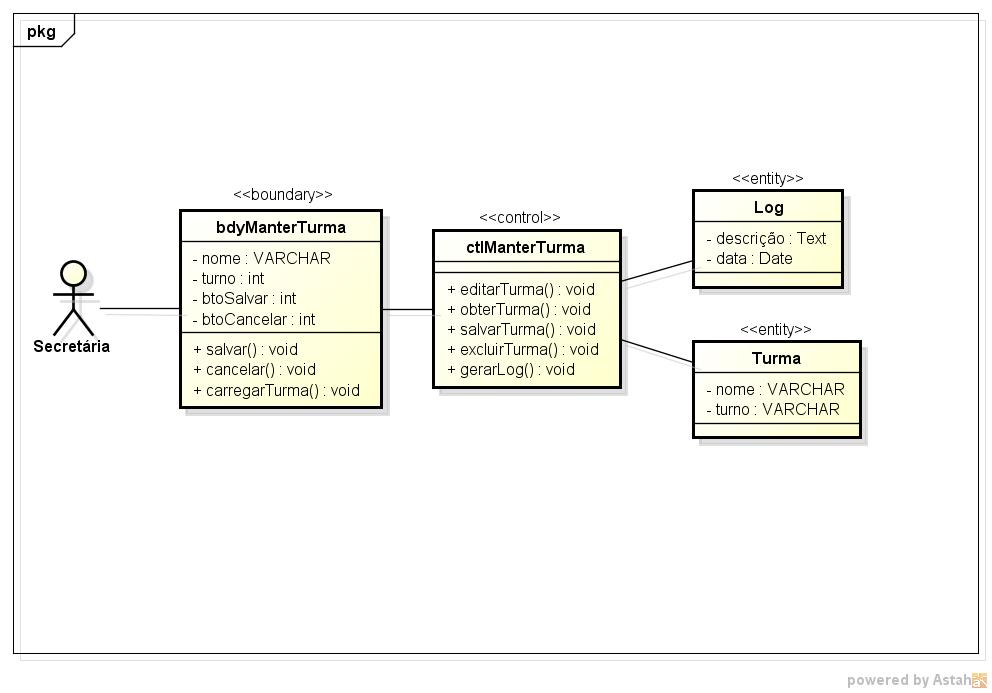 pkg
<<boundary>>
bdyManterTurma
- nome : VARCHAR
- turno : int
- btoSalvar : int
- btoCancelar : int
+ salvar() : void
+ cancelar() : void
+ carregarTurma() : void
Secretária
<<control>>
ctlManterTurma
+ editarTurma() : void
+ obterTurma() : void
+ salvarTurma() : void
+ excluirTurma() : void
+ gerarLog() : void
<<entity>>
Log
- descrição : Text
- data : Date
<<entity>>
Turma
- nome : VARCHAR
- turno : VARCHAR
powered by Astah